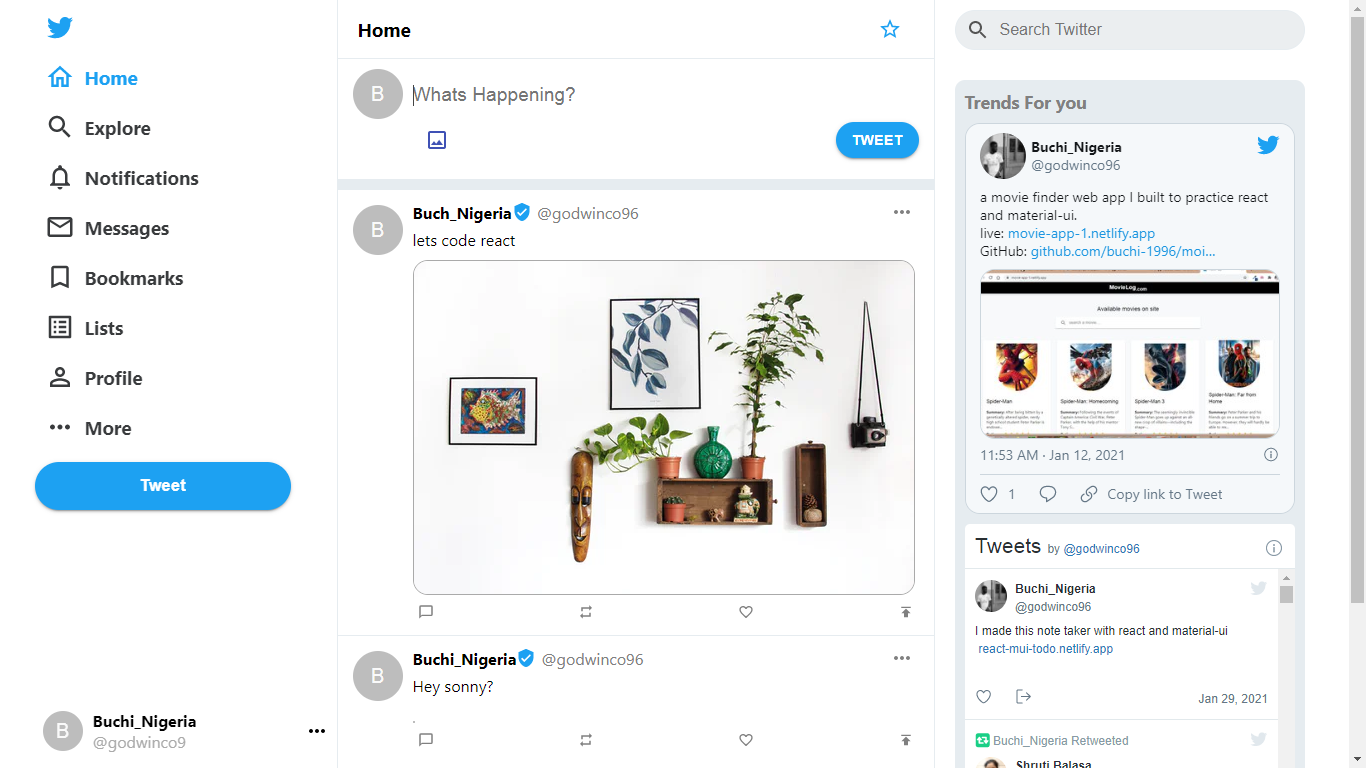 Home
Explore
Notifications
Messages
Bookmarks
Lists
Profile
More
Tweet
B
Buchi_Nigeria
@godwinco9
Home
B
Whats Happening?
TWEET
B
Buch_Nigeria @godwinco96
lets code react
B
Buchi_Nigeria @godwinco96
Hey sonny?
.
Search Twitter
Trends For you
Buchi_Nigeria
@godwinco96
a movie finder web app I built to practice react
and material-ui.
live: movie-app-1.netlify.app
GitHub: github.com/buchi-1996/moi...
MovieLog.com
Available movies on site
search a movie...
Spider-Man
Spider-Man: Homecoming
Spider-Man 3
Spider-Man: Far from
Home
11:53 AM · Jan 12, 2021
1
Copy link to Tweet
Tweets by @godwinco96
Buchi_Nigeria
@godwinco96
I made this note taker with react and material-ui
react-mui-todo.netlify.app
Jan 29, 2021
Buchi_Nigeria Retweeted
Shruti Balasa